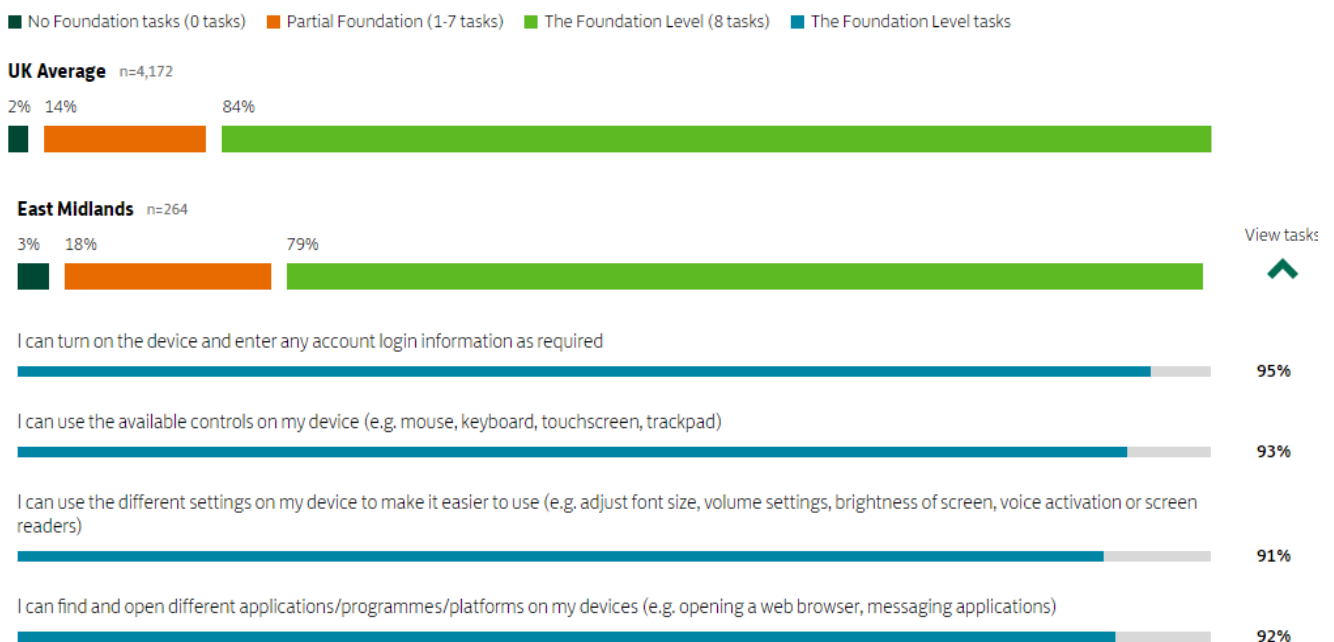 No Foundation tasks (0 tasks) Partial Foundation (1-7 tasks) The Foundation Level (8 tasks) The Foundation Level tasks
UK Average n=4,172
2% 14% 84%
East Midlands n=264
3% 18% 79%
View tasks
I can turn on the device and enter any account login information as required
95%
I can use the available controls on my device (e.g. mouse, keyboard, touchscreen, trackpad)
93%
I can use the different settings on my device to make it easier to use (e.g. adjust font size, volume settings, brightness of screen, voice activation or screen
readers)
91%
I can find and open different applications/programmes/platforms on my devices (e.g. opening a web browser, messaging applications)
92%